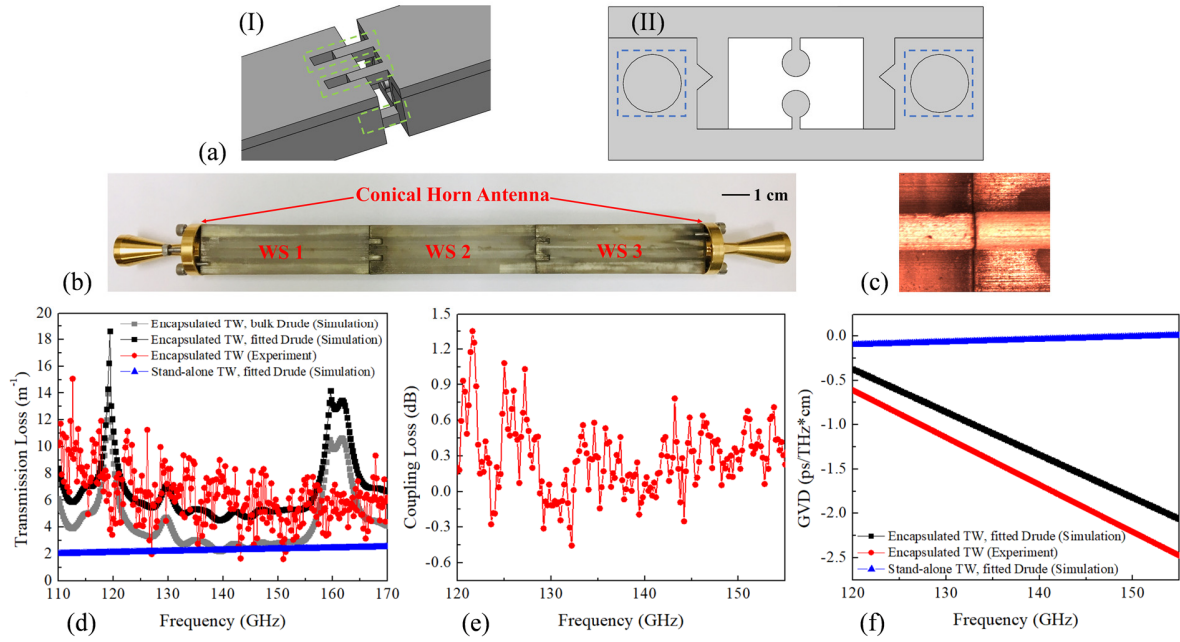 (I)
(II)
(a)
Conical Horn Antenna
1 cm
WS 1
WS 2
WS 3
(b)
(c)
20
18
16
14
12
10
8
6
4
2
0
Transmission Loss (m⁻¹)
Encapsulated TW, bulk Drude (Simulation)
Encapsulated TW, fitted Drude (Simulation)
Encapsulated TW (Experiment)
Stand-alone TW, fitted Drude (Simulation)
110 120 130 140 150 160 170
Frequency (GHz)
(d)
1.5
1.2
0.9
0.6
0.3
0.0
-0.3
-0.6
Coupling Loss (dB)
120 130 140 150
Frequency (GHz)
(e)
0.0
-0.5
-1.0
-1.5
-2.0
-2.5
GVD (ps/THz*cm)
Encapsulated TW, fitted Drude (Simulation)
Encapsulated TW (Experiment)
Stand-alone TW, fitted Drude (Simulation)
120 130 140 150
Frequency (GHz)
(f)